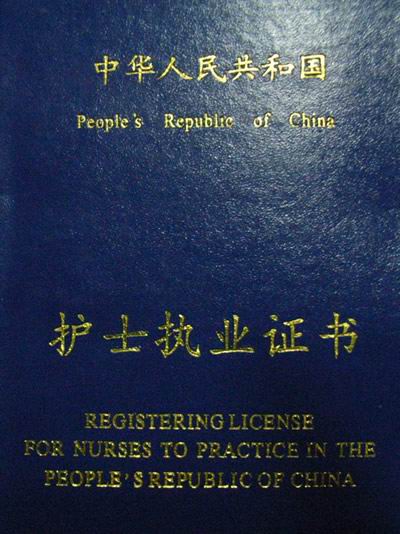 中华人民共和国
People's Republic of China
护士执业证书
REGISTERING LICENSE
FOR NURSES TO PRACTICE IN THE
PEOPLE'S REPUBLIC OF CHINA